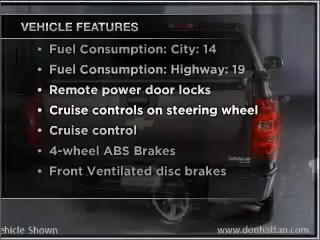 VEHICLE FEATURES
• Fuel Consumption: City: 14
• Fuel Consumption: Highway: 19
• Remote power door locks
• Cruise controls on steering wheel
• Cruise control
• 4-wheel ABS Brakes
• Front Ventilated disc brakes
ehicle Shown
www.donhattan.com